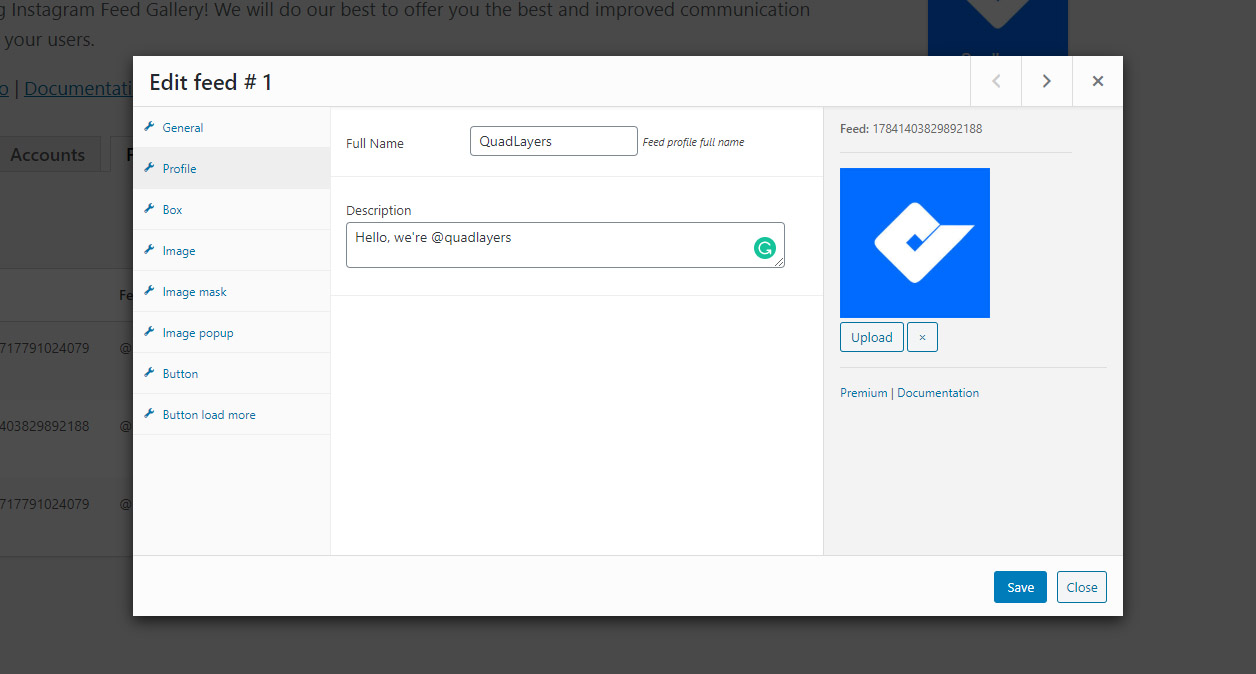 g Instagram Feed Gallery! We will do our best to offer you the best and improved communication
your users.
o | Documentati
Accounts
Edit feed # 1
General
Profile
Box
Image
Image mask
Image popup
Button
Button load more
Full Name
QuadLayers
Feed profile full name
Description
Hello, we're @quadlayers
Feed: 17841403829892188
Upload
×
Premium | Documentation
Save
Close
Fe
717791024079
@
403829892188
@
717791024079
@